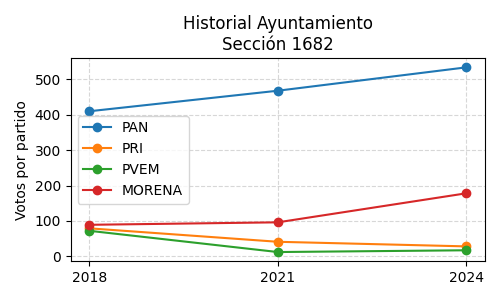 Historial Ayuntamiento
Sección 1682
Votos por partido
500
400
300
200
100
0
PAN
PRI
PVEM
MORENA
2018
2021
2024